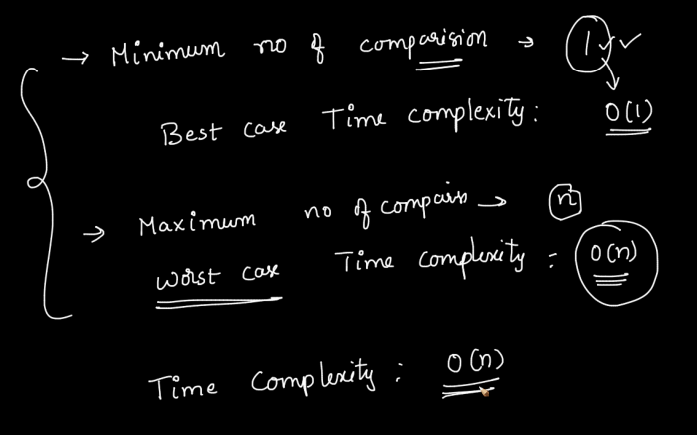 → Minimum no of comparision → 1 ✓✓
Best case Time complexity: O(1)
→ Maximum no of compairs → n
worst case Time complexity : O(n)
Time complexity : O(n)